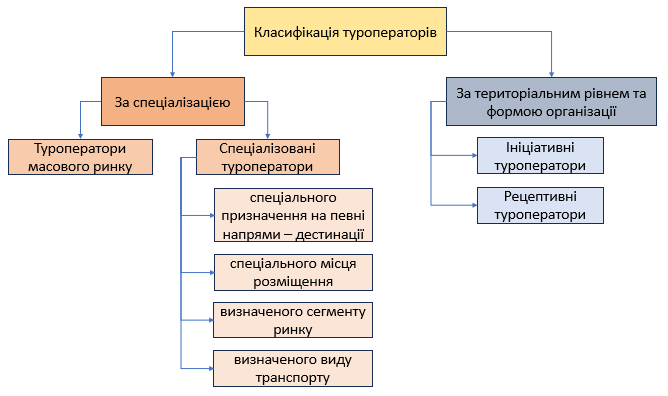 Класифікація туроператорів
За спеціалізацією
За територіальним рівнем та
формою організації
Туроператори
масового ринку
Спеціалізовані
туроператори
Ініціативні
туроператори
Рецептивні
туроператори
спеціального
призначення на певні
напрями – дестинації
спеціального місця
розміщення
визначеного сегменту
ринку
визначеного виду
транспорту